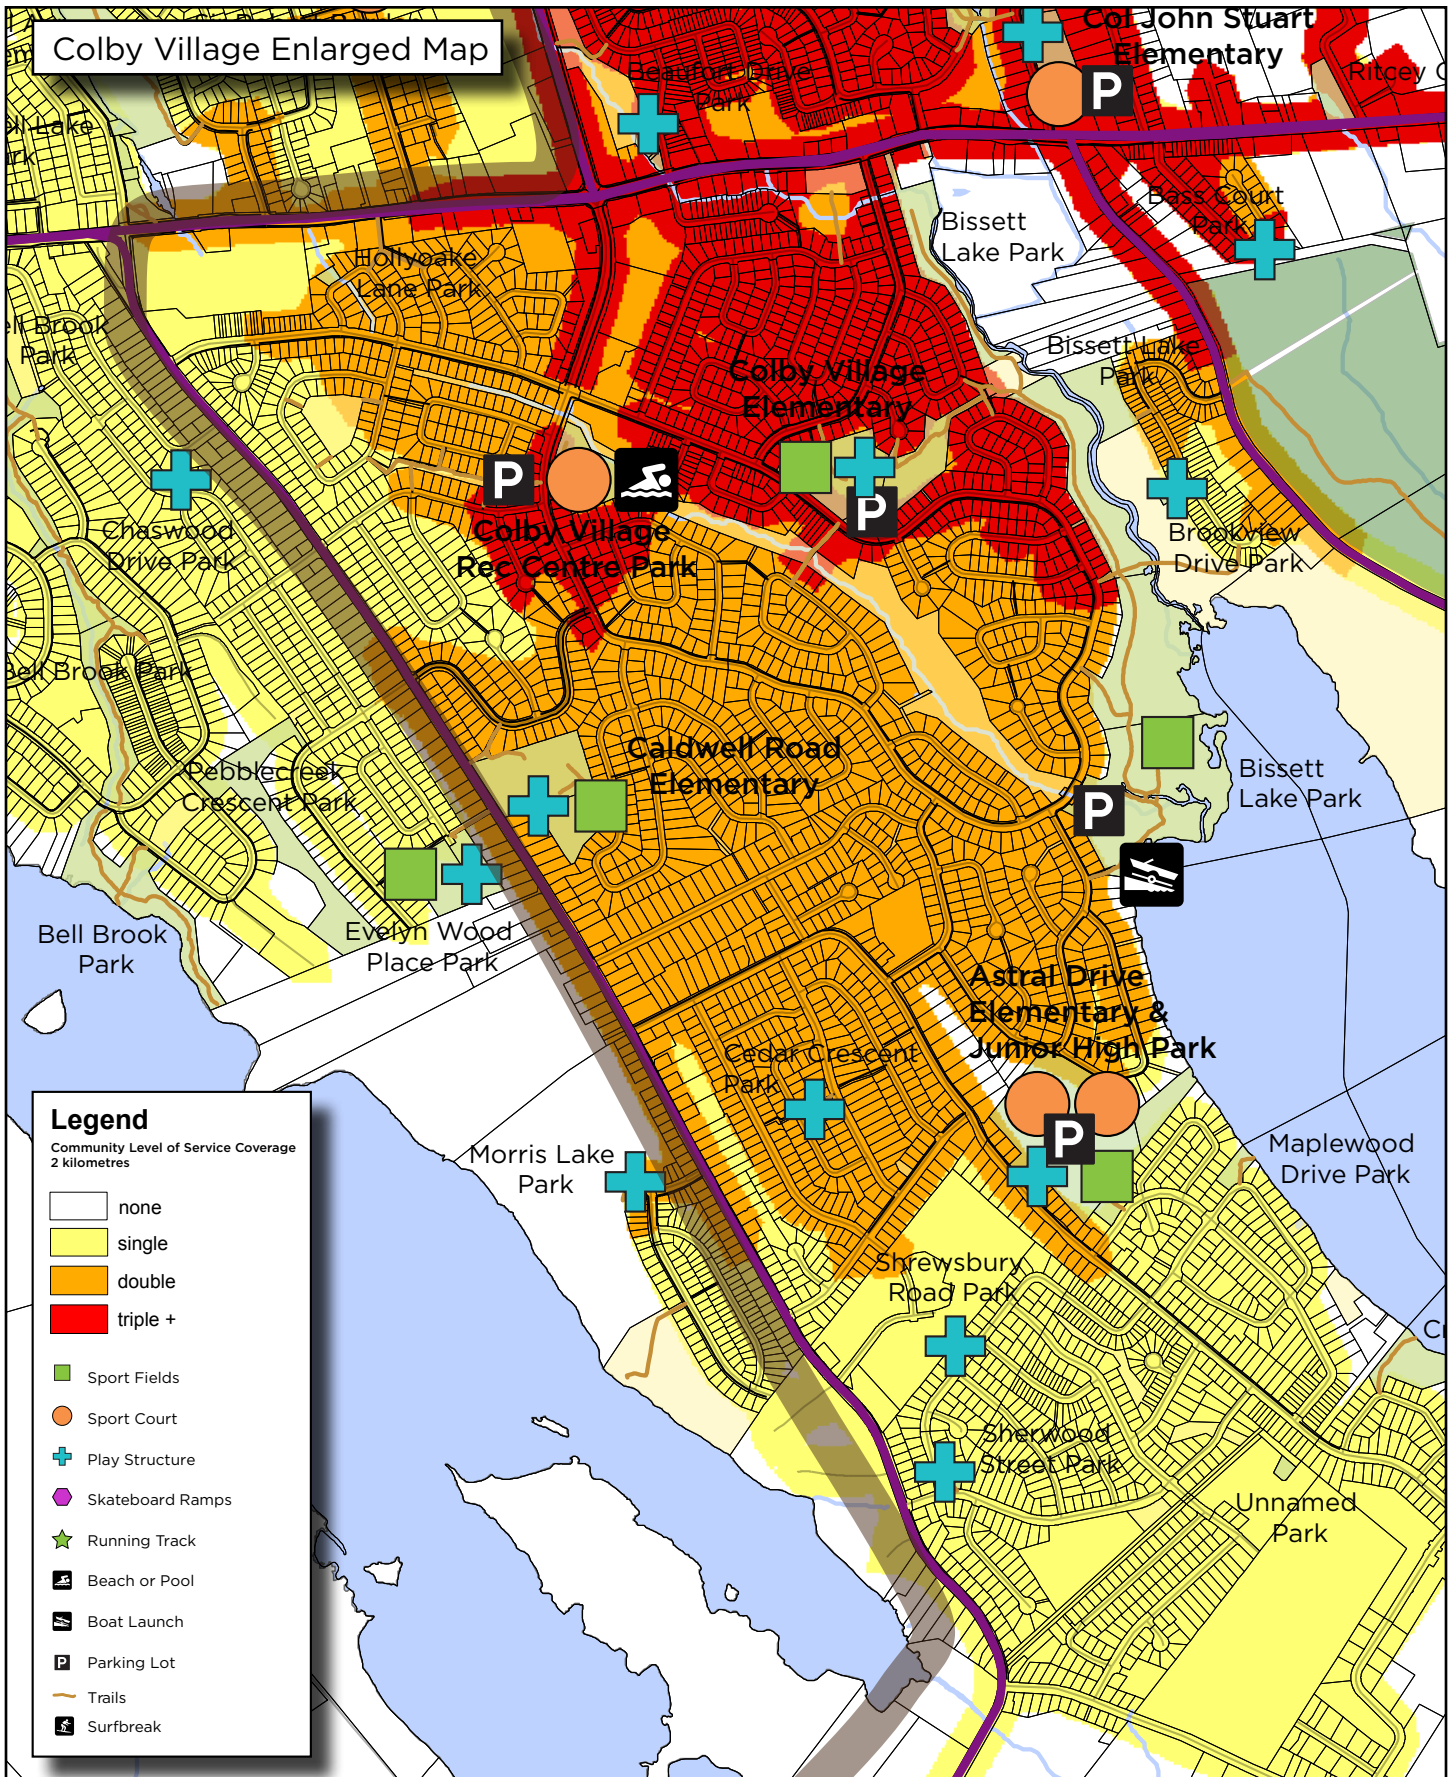 Colby Village Enlarged Map
Col John Stuart
Elementary
Beaufort Drive
Park
P
Ritcey
Lake
Bass Court
Park
Bissett
Lake Park
Hollyoake
Lane Park
Brook
Park
Bissett Lake
Park
Colby Village
Elementary
P
P
Chaswood
Drive Park
Colby Village
Rec Centre Park
Brookview
Drive Park
Bell Brook Park
Caldwell Road
Elementary
Pebblecreek
Crescent Park
Bissett
Lake Park
P
Bell Brook
Park
Evelyn Wood
Place Park
Astral Drive
Elementary &
Junior High Park
Cedar Crescent
Park
P
Morris Lake
Park
Maplewood
Drive Park
Shrewsbury
Road Park
Sherwood
Street Park
Unnamed
Park
Legend
Community Level of Service Coverage
2 kilometres
none
single
double
triple +
Sport Fields
Sport Court
Play Structure
Skateboard Ramps
Running Track
Beach or Pool
Boat Launch
P Parking Lot
Trails
Surfbreak